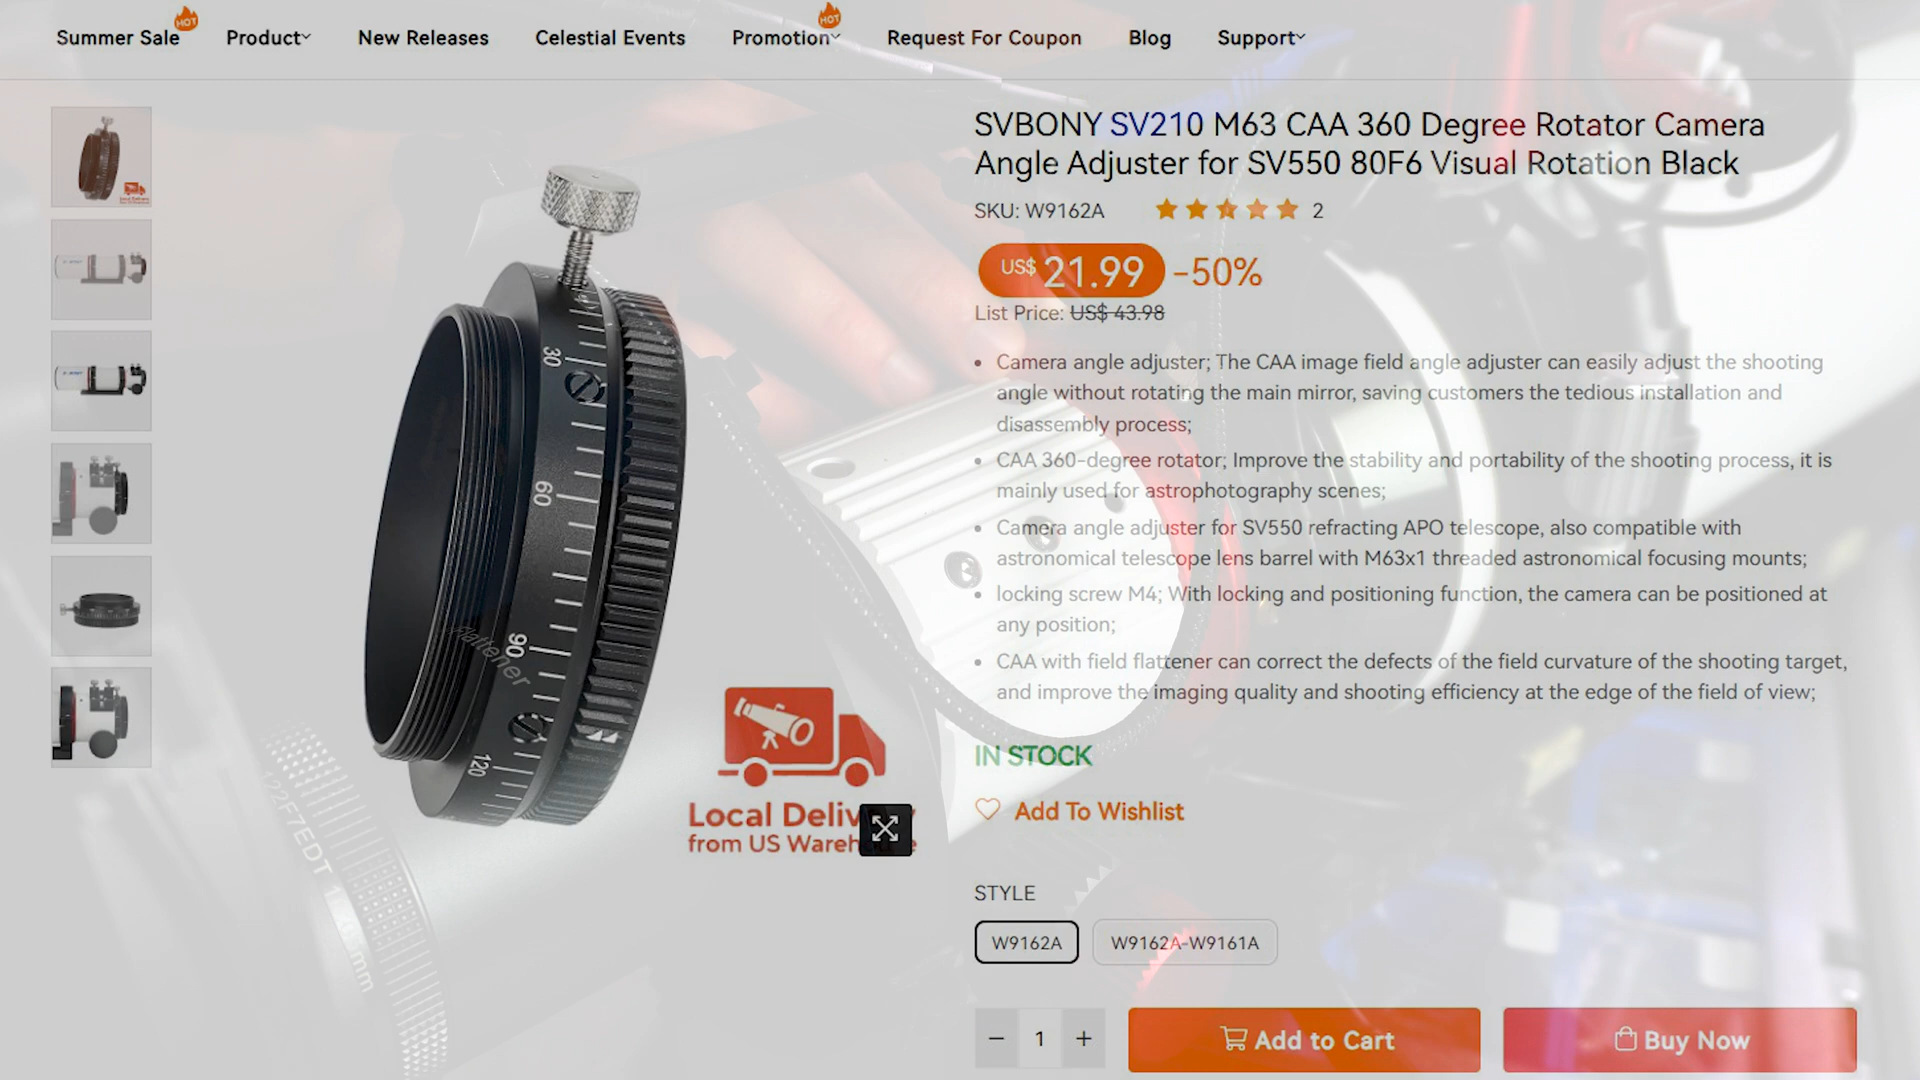 HOT
HOT
Summer Sale Product New Releases Celestial Events Promotion Request For Coupon Blog Support
SVBONY SV210 M63 CAA 360 Degree Rotator Camera
Angle Adjuster for SV550 80F6 Visual Rotation Black
SKU: W9162A 2
US$ 21.99 -50%
List Price: US$ 43.98
• Camera angle adjuster; The CAA image field angle adjuster can easily adjust the shooting
angle without rotating the main mirror, saving customers the tedious installation and
disassembly process;
• CAA 360-degree rotator; Improve the stability and portability of the shooting process, it is
mainly used for astrophotography scenes;
• Camera angle adjuster for SV550 refracting APO telescope, also compatible with
astronomical telescope lens barrel with M63x1 threaded astronomical focusing mounts;
• locking screw M4; With locking and positioning function, the camera can be positioned at
any position;
• CAA with field flattener can correct the defects of the field curvature of the shooting target,
and improve the imaging quality and shooting efficiency at the edge of the field of view;
30
60
90
120
flattener
Local
from US
IN STOCK
Add To Wishlist
STYLE
W9162A W9162A-W9161A
− 1 + Add to Cart Buy Now
122F7EDT
mm